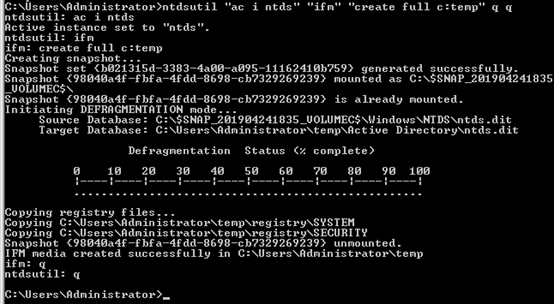 C:\Users\Administrator>ntdsutil "ac i ntds" "ifm" "create full c:temp" q q
ntdsutil: ac i ntds
Active instance set to "ntds".
ntdsutil: ifm
ifm: create full c:temp
Creating snapshot...
Snapshot set {b021315d-3383-4a00-a095-11162410b759} generated successfully.
Snapshot {98040a4f-fbfa-4fdd-8698-cb7329269239} mounted as C:\$SNAP_201904241835
_VOLUMEC$\
Snapshot {98040a4f-fbfa-4fdd-8698-cb7329269239} is already mounted.
Initiating DEFRAGMENTATION mode...
Source Database: C:\$SNAP_201904241835_VOLUMEC$\Windows\NTDS\ntds.dit
Target Database: C:\Users\Administrator\temp\Active Directory\ntds.dit
Defragmentation  Status (% complete)
0    10   20   30   40   50   60   70   80   90  100
|----|----|----|----|----|----|----|----|----|----|
...................................................
Copying registry files...
Copying C:\Users\Administrator\temp\registry\SYSTEM
Copying C:\Users\Administrator\temp\registry\SECURITY
Snapshot {98040a4f-fbfa-4fdd-8698-cb7329269239} unmounted.
IFM media created successfully in C:\Users\Administrator\temp
ifm: q
ntdsutil: q
C:\Users\Administrator>_